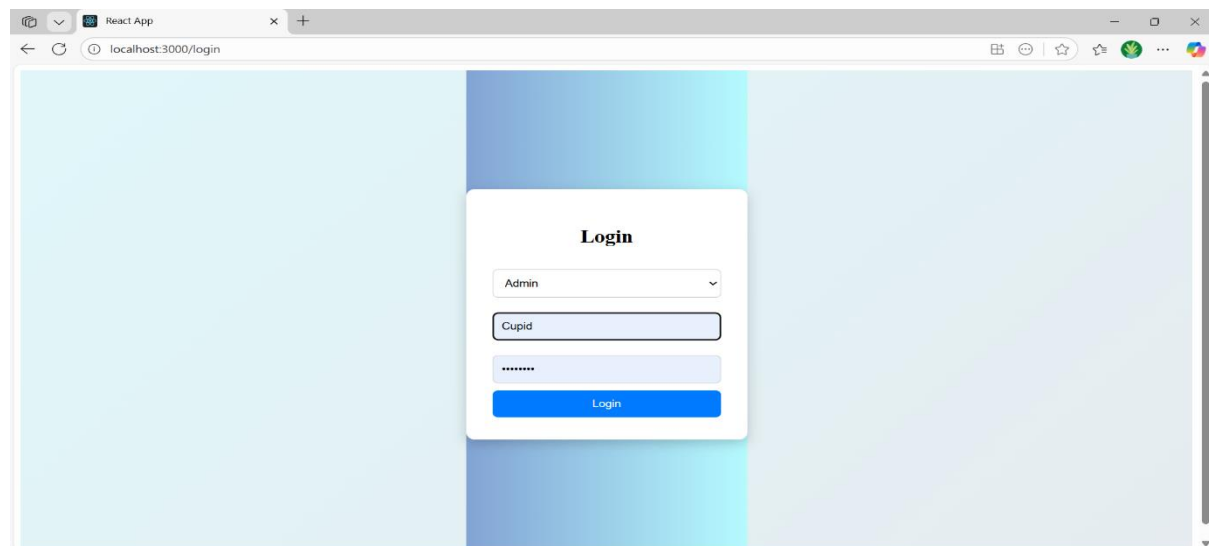 React App
localhost:3000/login
Login
Admin
Cupid
••••••••
Login